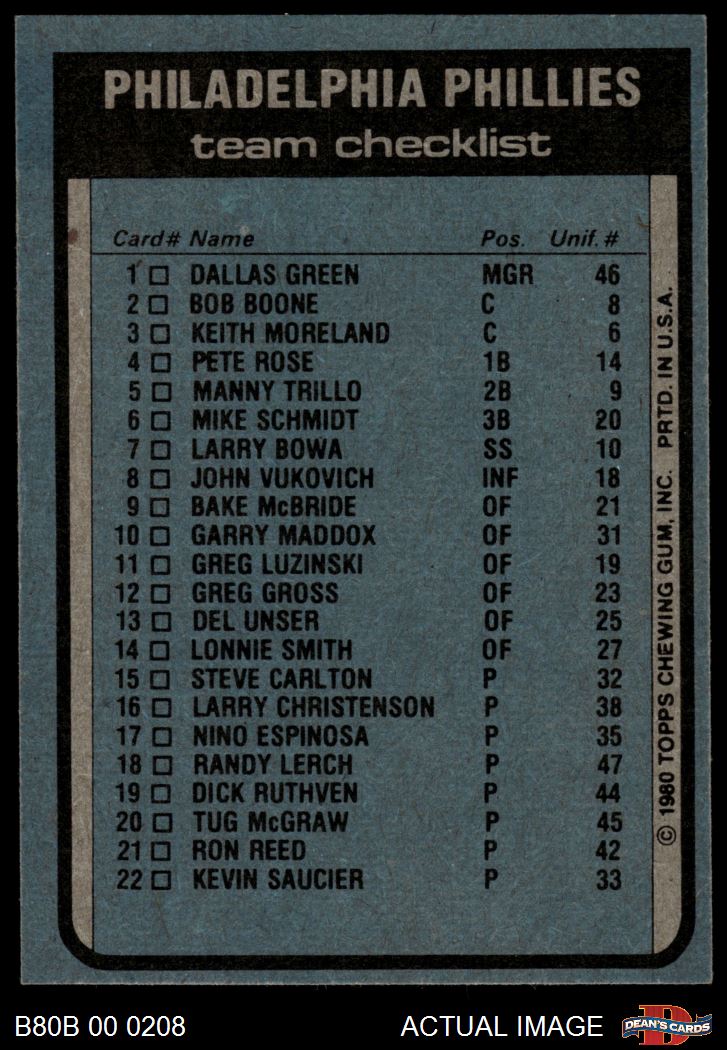 PHILADELPHIA PHILLIES
team checklist
Card# Name Pos. Unif. #
1 □ DALLAS GREEN MGR 46
2 □ BOB BOONE C 8
3 □ KEITH MORELAND C 6
4 □ PETE ROSE 1B 14
5 □ MANNY TRILLO 2B 9
6 □ MIKE SCHMIDT 3B 20
7 □ LARRY BOWA SS 10
8 □ JOHN VUKOVICH INF 18
9 □ BAKE McBRIDE OF 21
10 □ GARRY MADDOX OF 31
11 □ GREG LUZINSKI OF 19
12 □ GREG GROSS OF 23
13 □ DEL UNSER OF 25
14 □ LONNIE SMITH OF 27
15 □ STEVE CARLTON P 32
16 □ LARRY CHRISTENSON P 38
17 □ NINO ESPINOSA P 35
18 □ RANDY LERCH P 47
19 □ DICK RUTHVEN P 44
20 □ TUG McGRAW P 45
21 □ RON REED P 42
22 □ KEVIN SAUCIER P 33
© 1980 TOPPS CHEWING GUM, INC. PRTD. IN U.S.A.
B80B 00 0208 ACTUAL IMAGE
D
DEAN'S CARDS